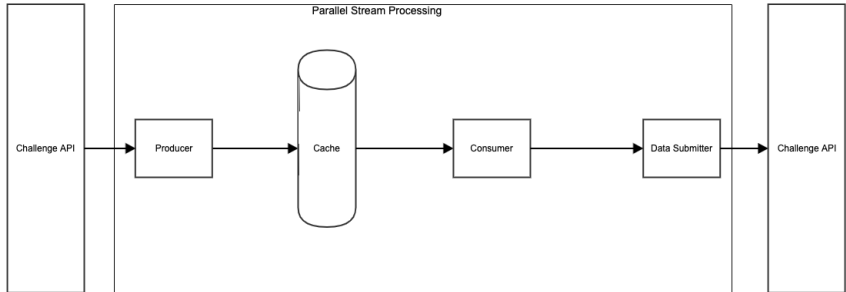 Parallel Stream Processing
Challenge API
Producer
Cache
Consumer
Data Submitter
Challenge API